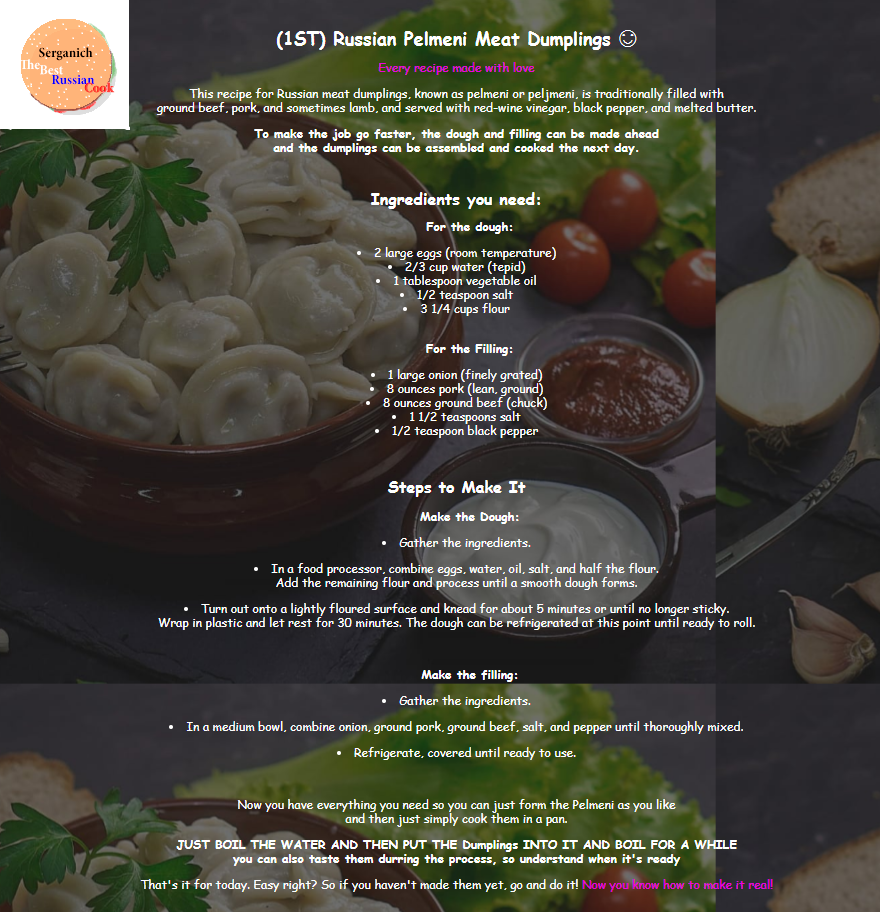 Serganich
The
Best
Russian
Cook
(1ST) Russian Pelmeni Meat Dumplings ☺
Every recipe made with love
This recipe for Russian meat dumplings, known as pelmeni or peljmeni, is traditionally filled with
ground beef, pork, and sometimes lamb, and served with red-wine vinegar, black pepper, and melted butter.
To make the job go faster, the dough and filling can be made ahead
and the dumplings can be assembled and cooked the next day.
Ingredients you need:
For the dough:
• 2 large eggs (room temperature)
• 2/3 cup water (tepid)
• 1 tablespoon vegetable oil
• 1/2 teaspoon salt
• 3 1/4 cups flour
For the Filling:
• 1 large onion (finely grated)
• 8 ounces pork (lean, ground)
• 8 ounces ground beef (chuck)
• 1 1/2 teaspoons salt
• 1/2 teaspoon black pepper
Steps to Make It
Make the Dough:
• Gather the ingredients.
• In a food processor, combine eggs, water, oil, salt, and half the flour.
Add the remaining flour and process until a smooth dough forms.
• Turn out onto a lightly floured surface and knead for about 5 minutes or until no longer sticky.
Wrap in plastic and let rest for 30 minutes. The dough can be refrigerated at this point until ready to roll.
Make the filling:
• Gather the ingredients.
• In a medium bowl, combine onion, ground pork, ground beef, salt, and pepper until thoroughly mixed.
• Refrigerate, covered until ready to use.
Now you have everything you need so you can just form the Pelmeni as you like
and then just simply cook them in a pan.
JUST BOIL THE WATER AND THEN PUT THE Dumplings INTO IT AND BOIL FOR A WHILE
you can also taste them durring the process, so understand when it's ready
That's it for today. Easy right? So if you haven't made them yet, go and do it! Now you know how to make it real!